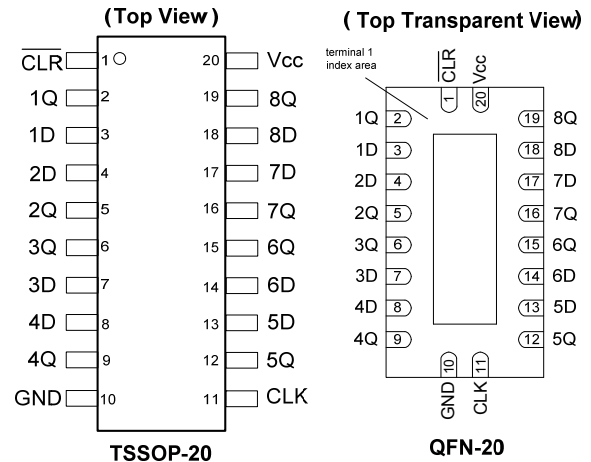 (Top View)
C̅L̅R̅ 1 20 Vcc
1Q 2 19 8Q
1D 3 18 8D
2D 4 17 7D
2Q 5 16 7Q
3Q 6 15 6Q
3D 7 14 6D
4D 8 13 5D
4Q 9 12 5Q
GND 10 11 CLK
TSSOP-20
( Top Transparent View)
terminal 1
index area
C̅L̅R̅ Vcc
1 20
1Q 2 19 8Q
1D 3 18 8D
2D 4 17 7D
2Q 5 16 7Q
3Q 6 15 6Q
3D 7 14 6D
4D 8 13 5D
4Q 9 12 5Q
10 11
GND CLK
QFN-20